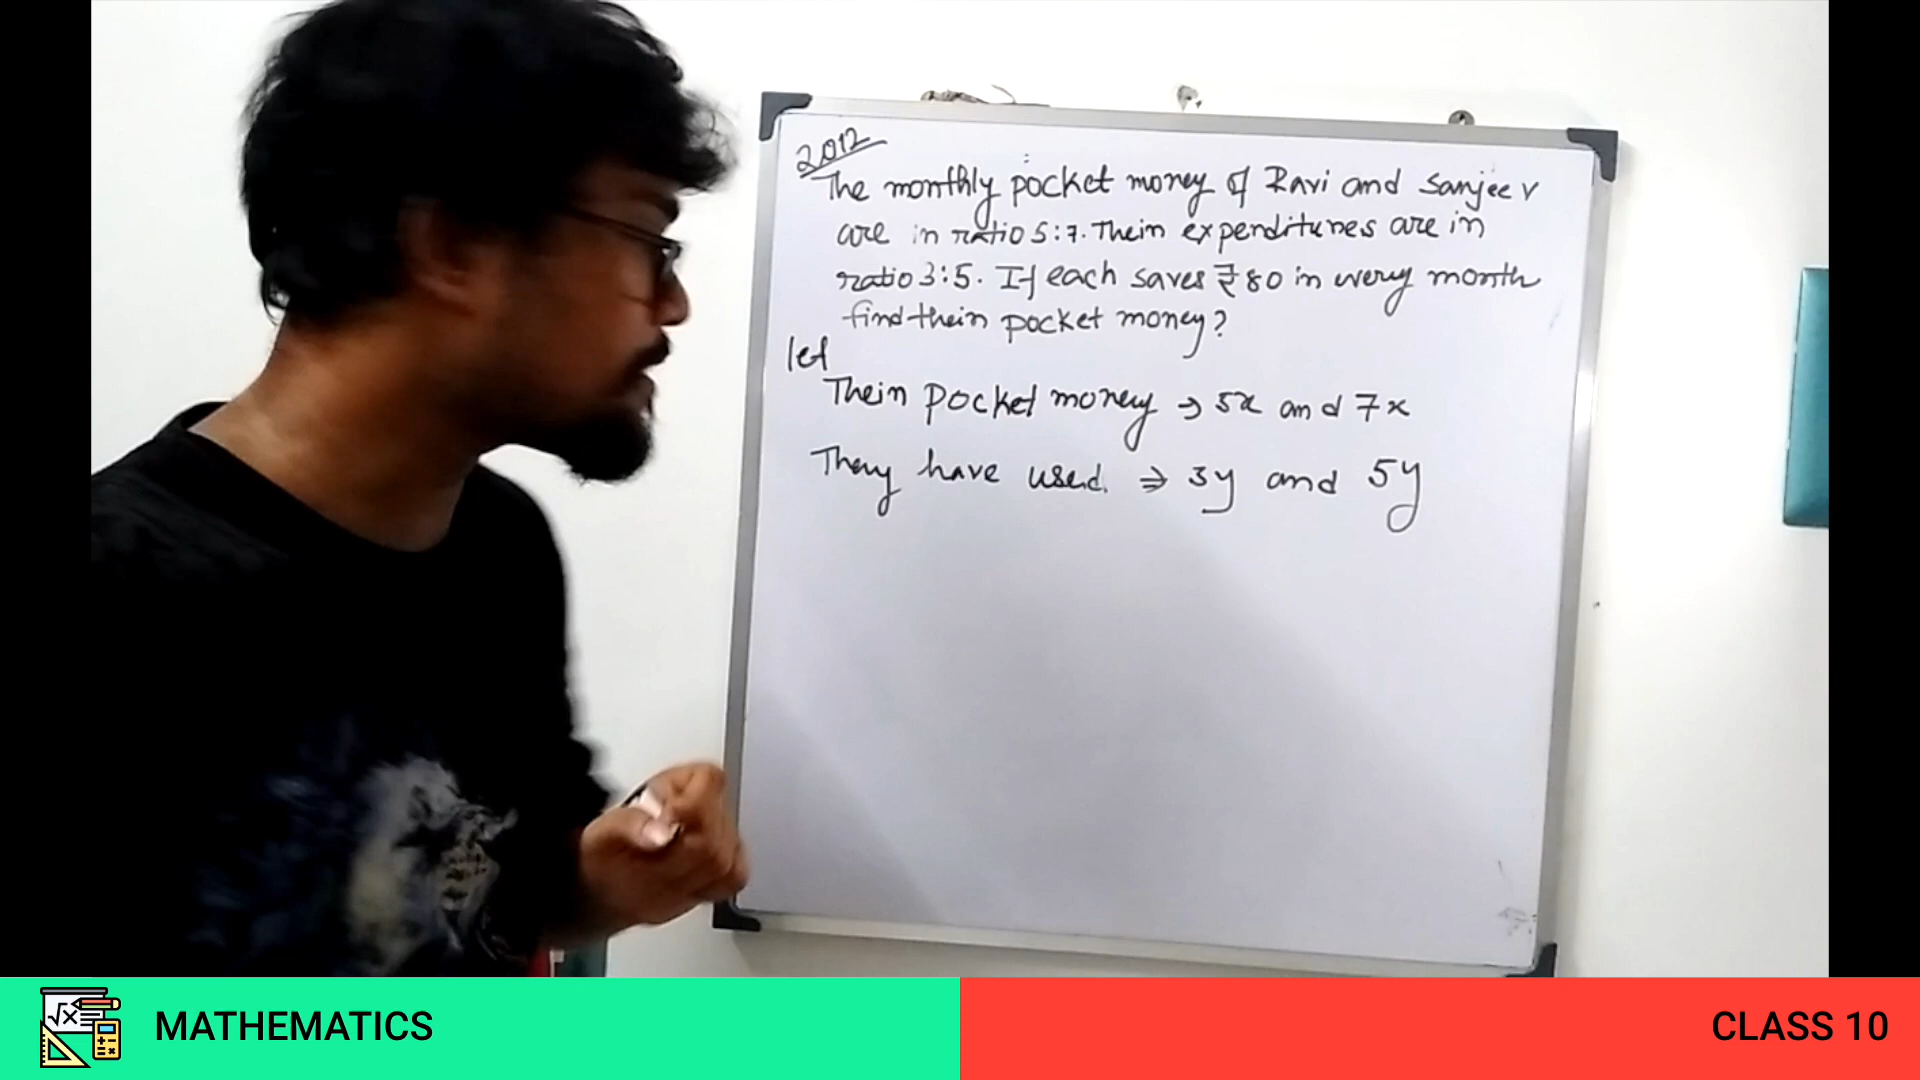 2012
The monthly pocket money of Ravi and Sanjeev
are in ratio 5:7. Their expenditures are in
ratio 3:5. If each saves ₹80 in every month
find their pocket money?
let
Their pocket money → 5x and 7x
They have used. ⇒ 3y and 5y
√x
MATHEMATICS
CLASS 10